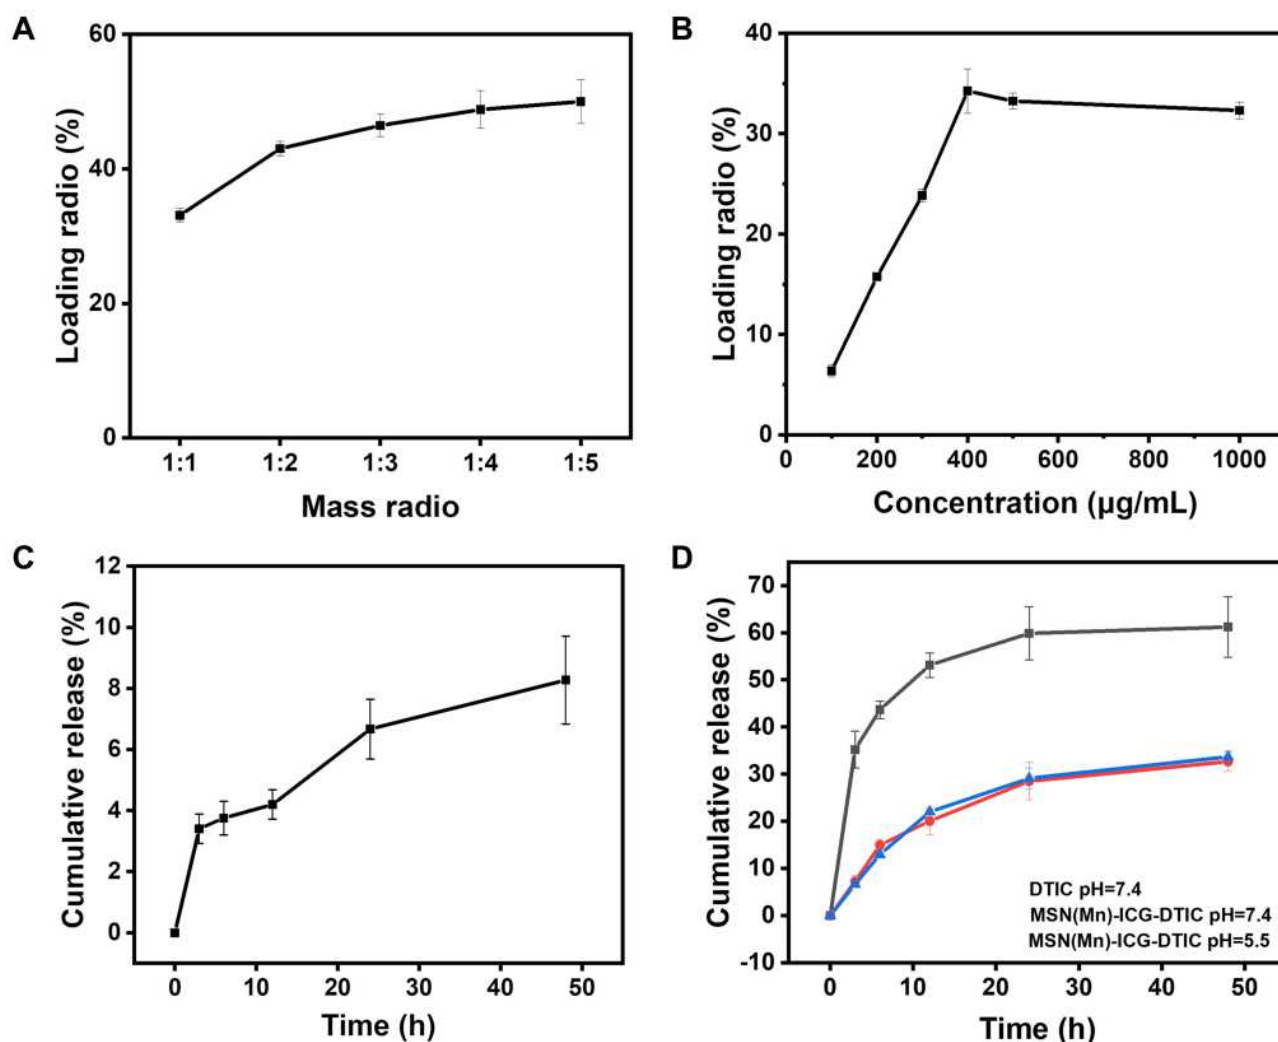 A
60
40
20
0
Loading radio (%)
1:1 1:2 1:3 1:4 1:5
Mass radio
B
40
30
20
10
0
Loading radio (%)
0 200 400 600 800 1000
Concentration (μg/mL)
C
12
10
8
6
4
2
0
Cumulative release (%)
0 10 20 30 40 50
Time (h)
D
70
60
50
40
30
20
10
0
-10
Cumulative release (%)
DTIC pH=7.4
MSN(Mn)-ICG-DTIC pH=7.4
MSN(Mn)-ICG-DTIC pH=5.5
0 10 20 30 40 50
Time (h)